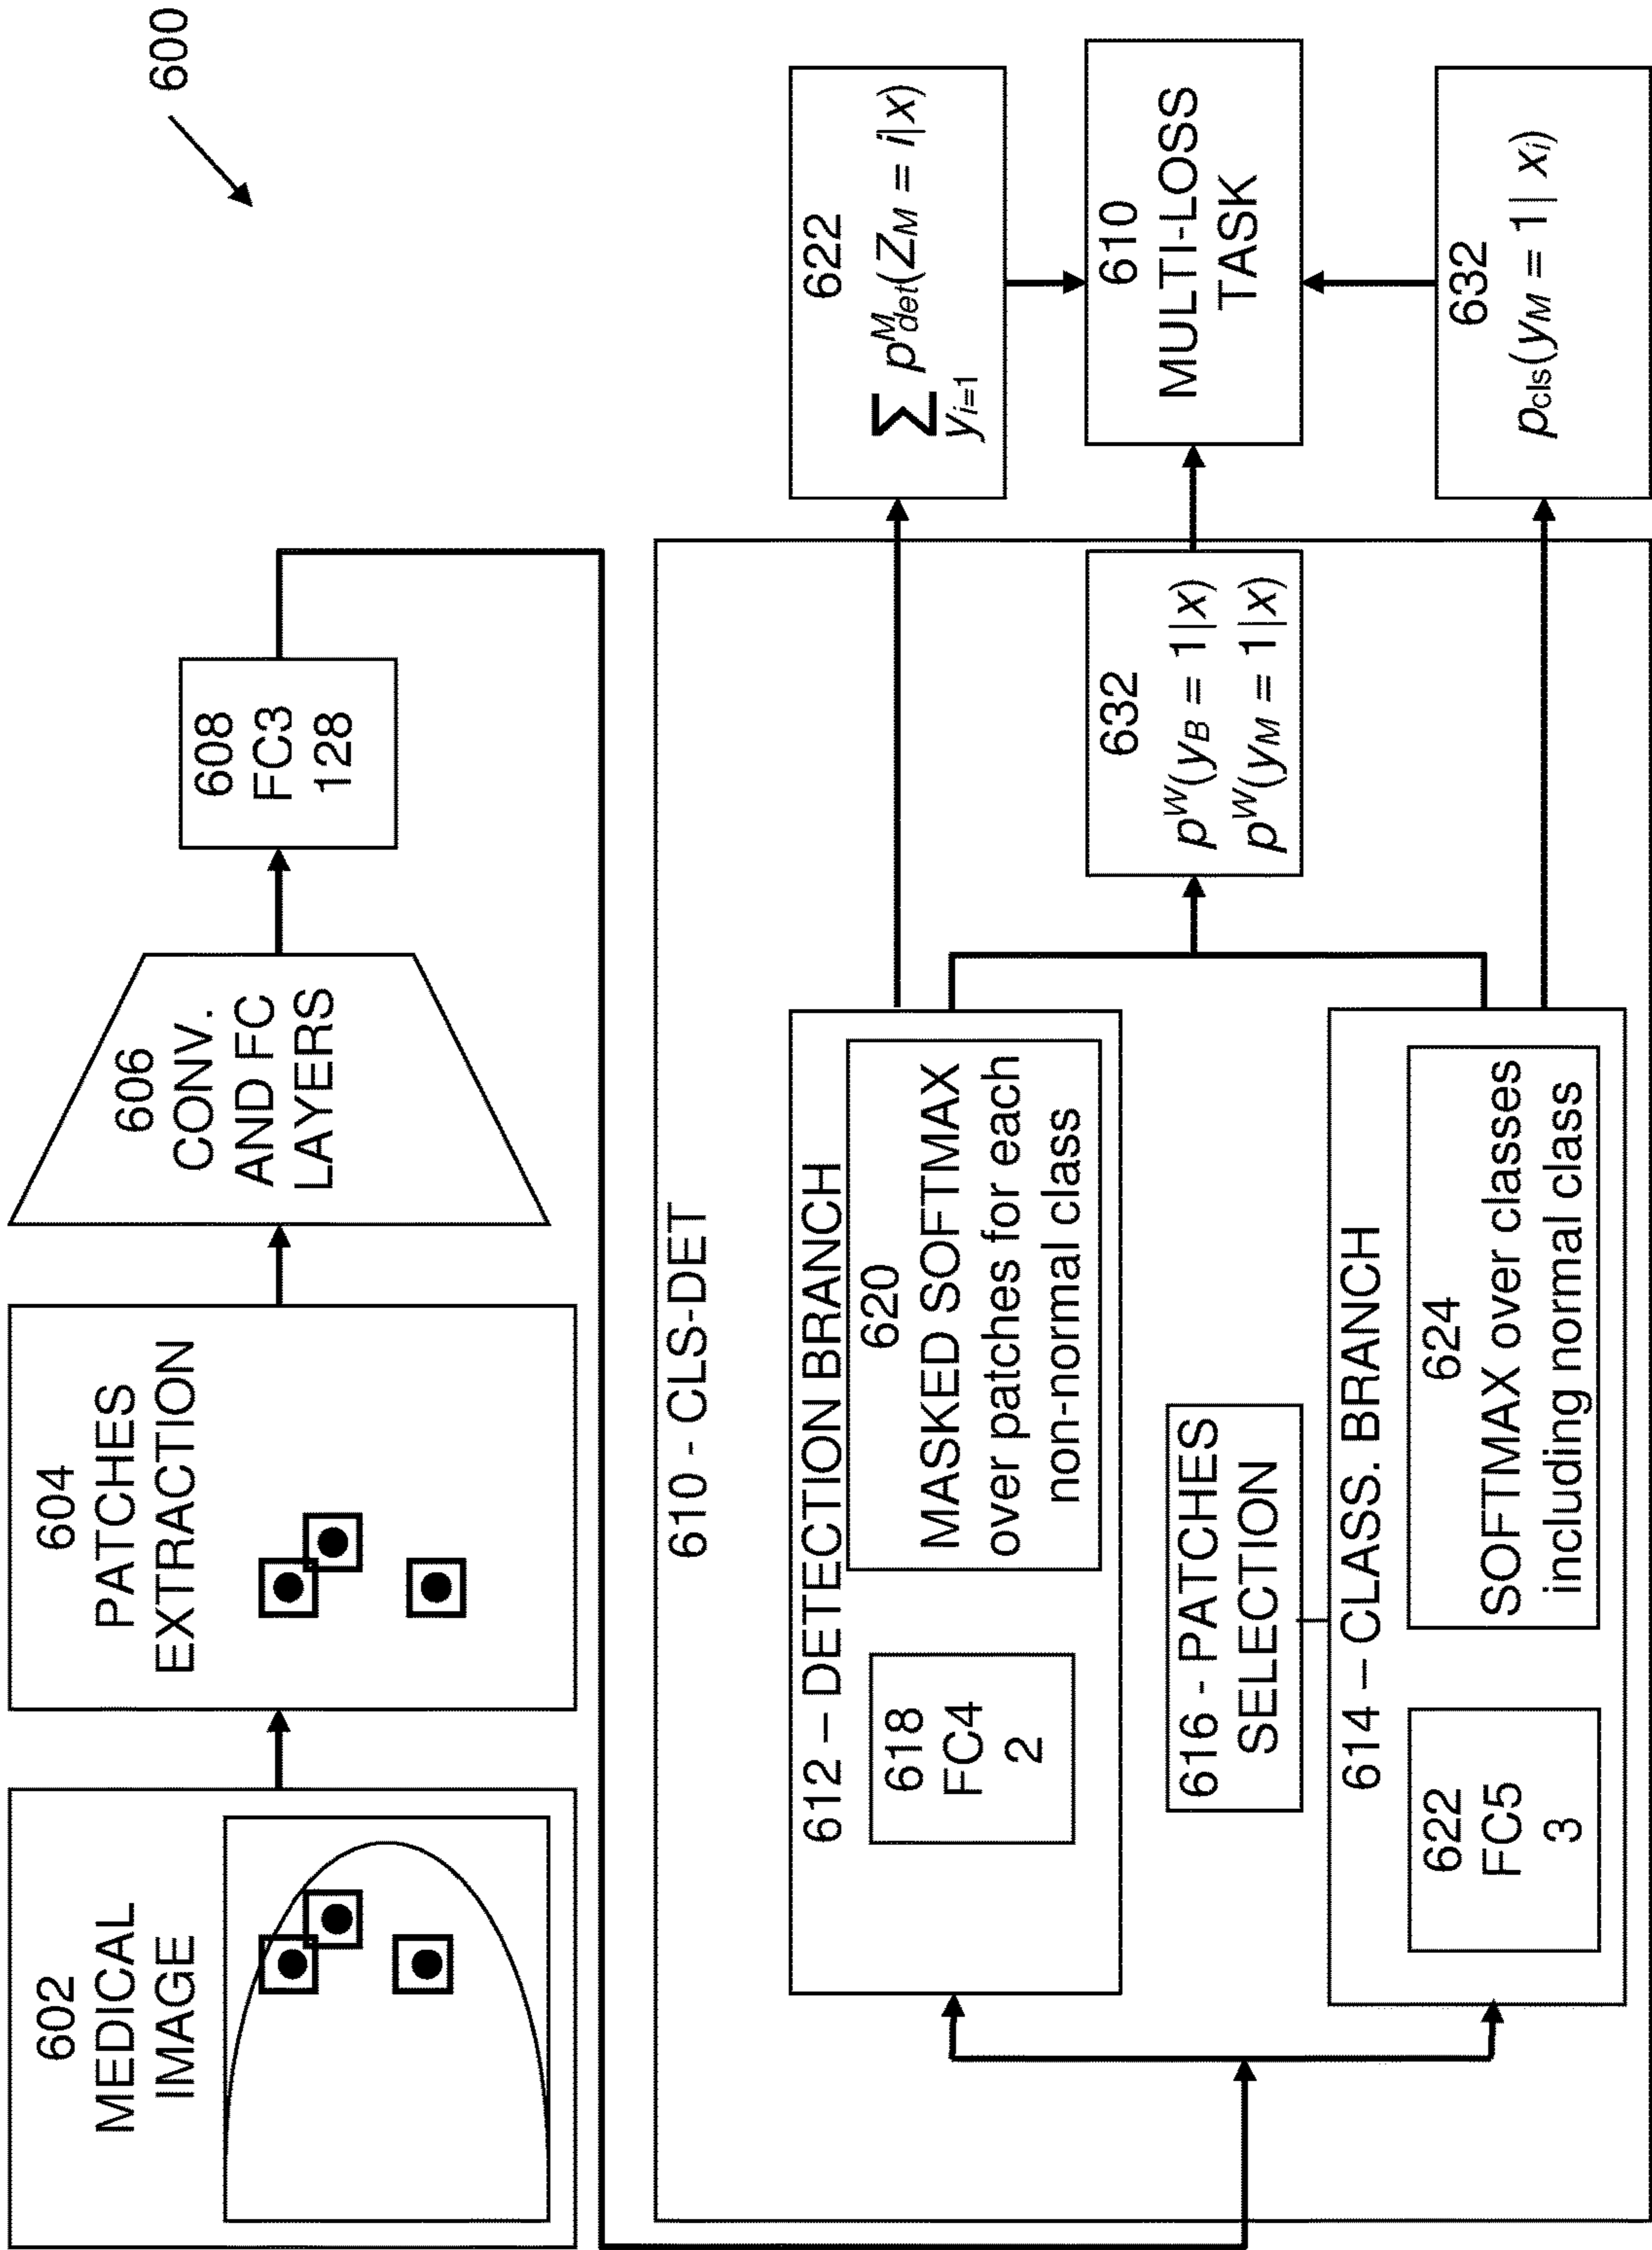 600
602
MEDICAL
IMAGE
604
PATCHES
EXTRACTION
606
CONV.
AND FC
LAYERS
608
FC3
128
610 - CLS-DET
612 – DETECTION BRANCH
618
FC4
2
620
MASKED SOFTMAX
over patches for each
non-normal class
616 - PATCHES
SELECTION
614 – CLASS. BRANCH
622
FC5
3
624
SOFTMAX over classes
including normal class
632
p^W(y_B = 1|x)
p^W(y_M = 1|x)
622
∑ p^M_det(Z_M = i|x)
y_{i=1}
610
MULTI-LOSS
TASK
632
p_cls(y_M = 1| x_i)